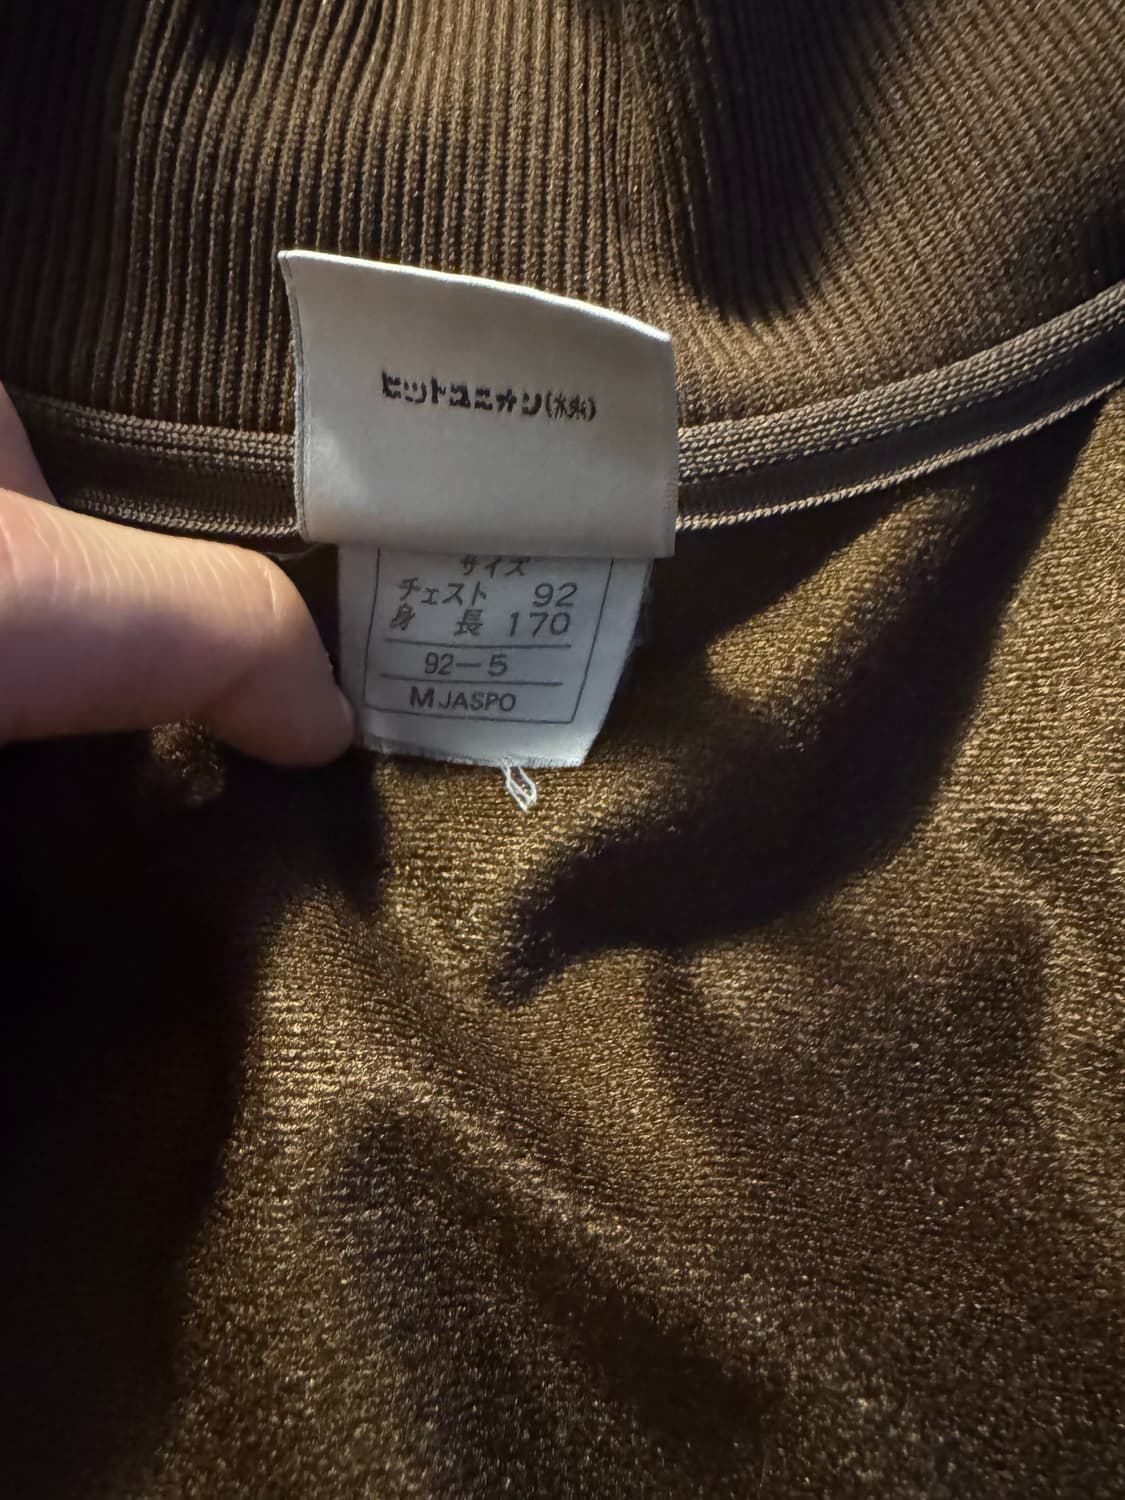 ヒットユニオン(株)
サイズ
チェスト 92
身長 170
92-5
M JASPO